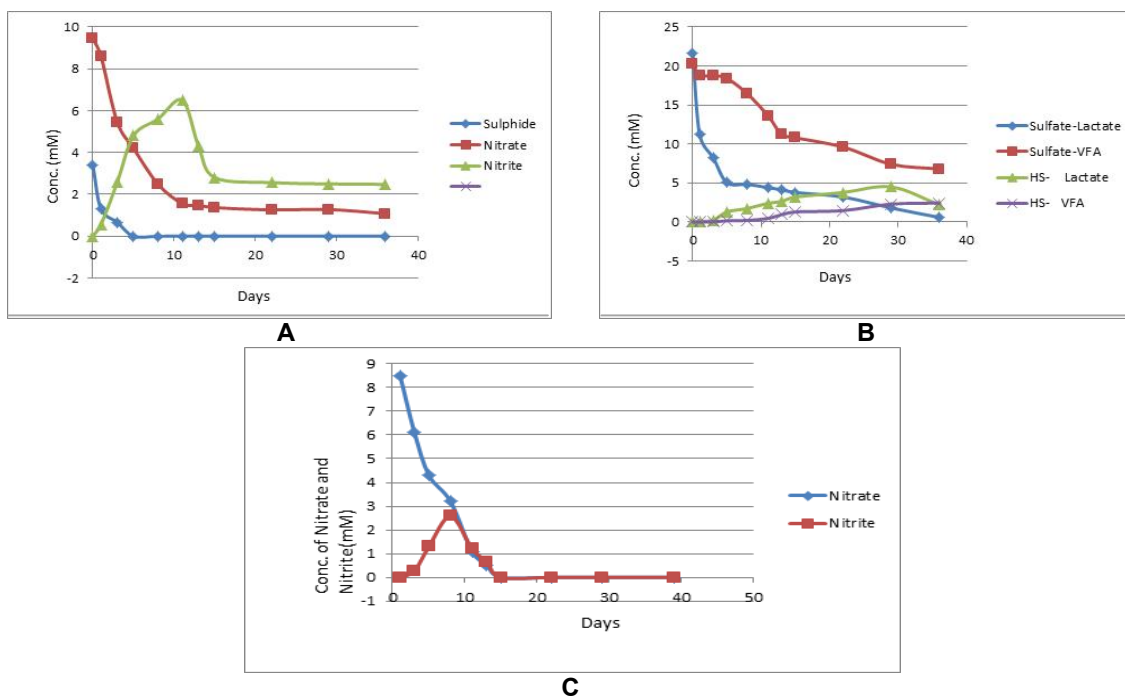 10
8
6
4
2
0
-2
Conc. (mM)
0
10
20
30
40
Days
Sulphide
Nitrate
Nitrite
A
25
20
15
10
5
0
-5
Conc. (mM)
0
10
20
30
40
Days
Sulfate-Lactate
Sulfate-VFA
HS- Lactate
HS- VFA
B
9
8
7
6
5
4
3
2
1
0
-1
Conc. of Nitrate and
Nitrite(mM)
0
10
20
30
40
50
Days
Nitrate
Nitrite
C